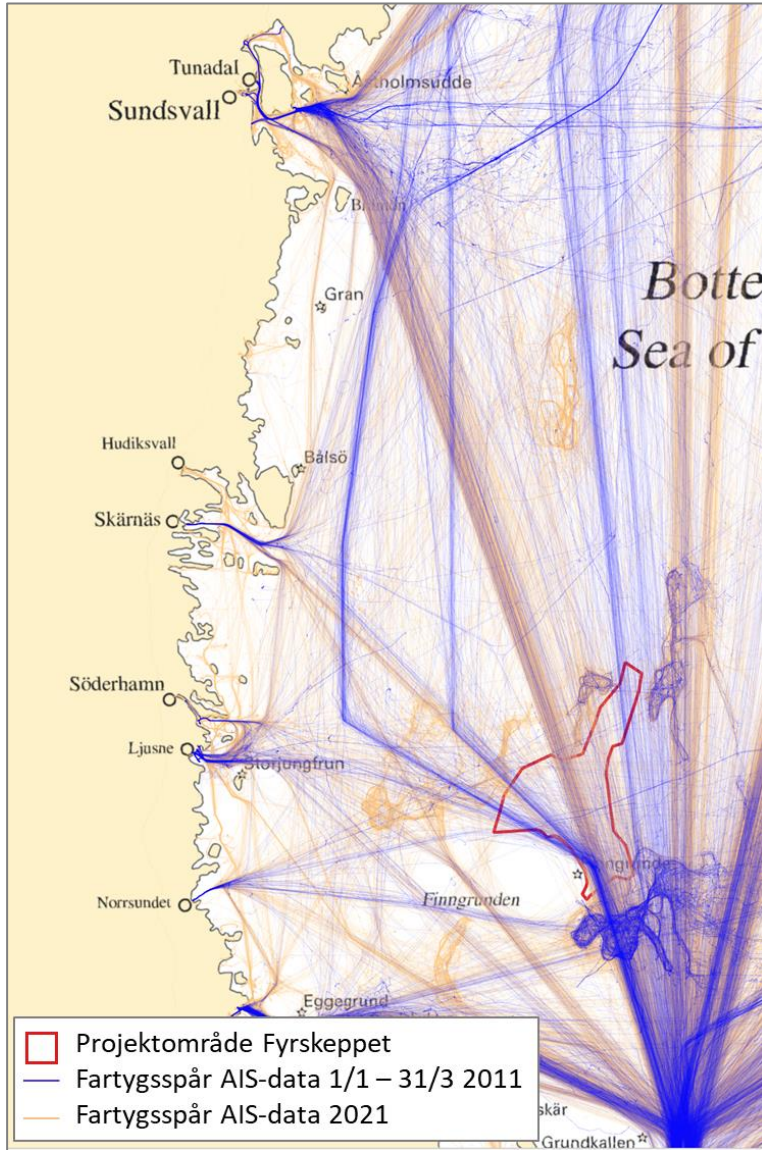 Tunadal
Sundsvall
Gran
Botte
Sea of
Hudiksvall
Bålsö
Skärnäs
Söderhamn
Ljusne
Storjungfrun
Norrsundet
Finngrunden
Eggegrund
Projektområde Fyrskeppet
Fartygsspår AIS-data 1/1 – 31/3 2011
Fartygsspår AIS-data 2021
skär
Grundkallen